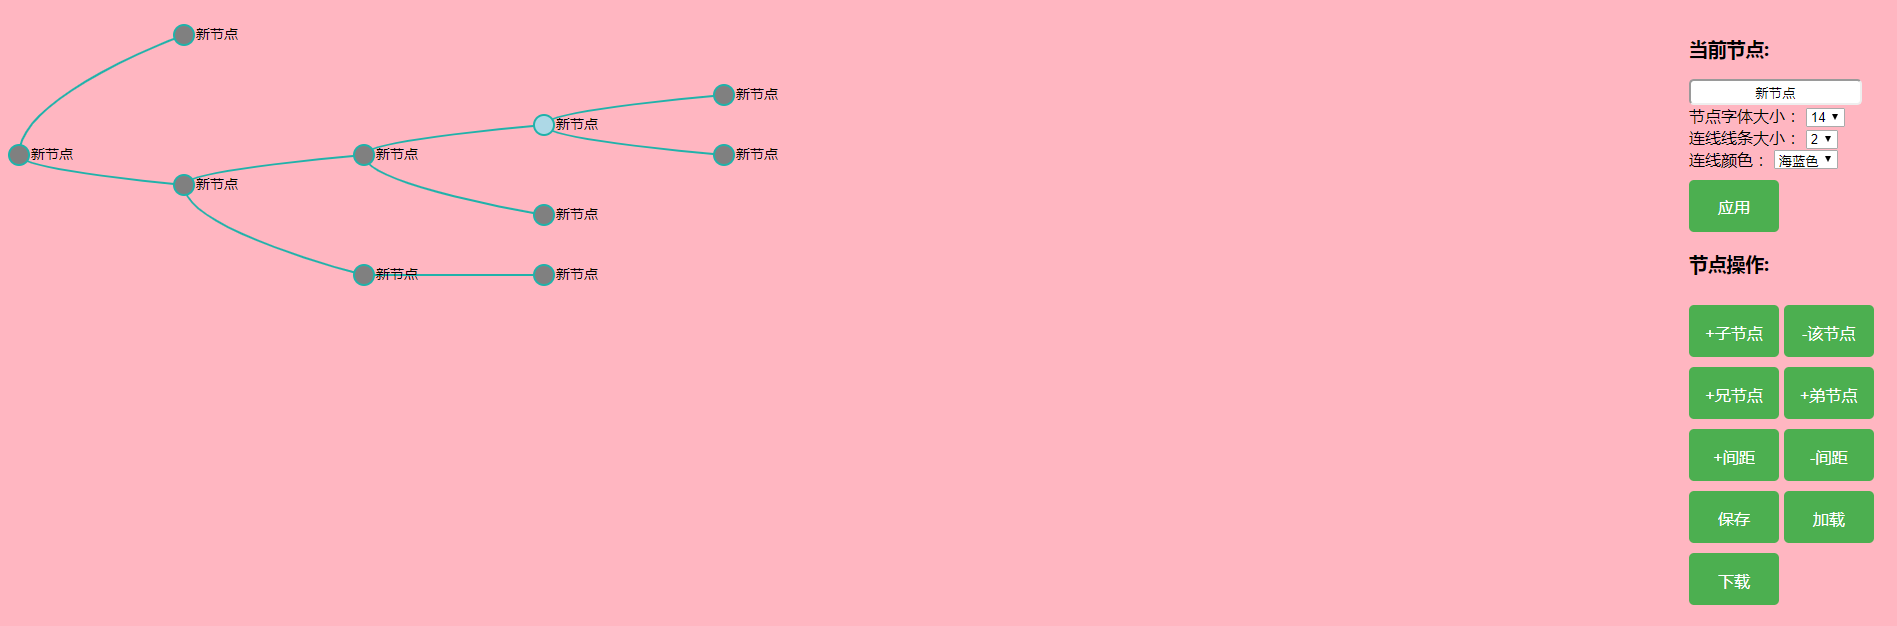 新节点
新节点
新节点
新节点
新节点
新节点
新节点
新节点
新节点
新节点
新节点
当前节点:
新节点
节点字体大小： 14
连线线条大小： 2
连线颜色： 海蓝色
应用
节点操作:
+子节点 -该节点
+兄节点 +弟节点
+间距 -间距
保存 加载
下载